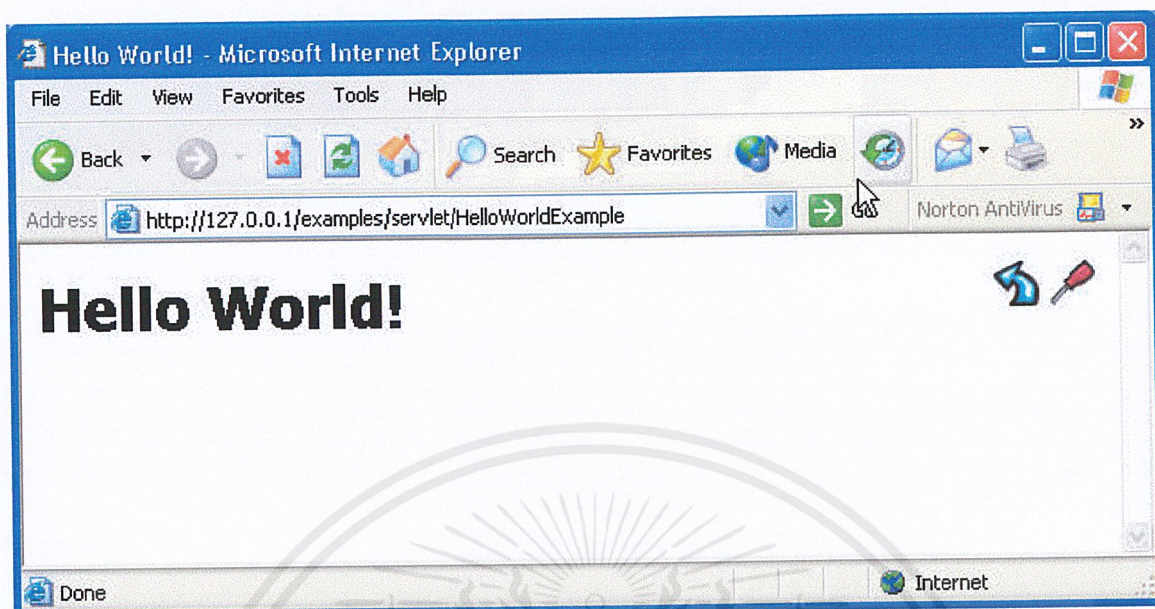 Hello World! - Microsoft Internet Explorer
File Edit View Favorites Tools Help
Back Search Favorites Media »
Address http://127.0.0.1/examples/servlet/HelloWorldExample Go Norton AntiVirus
Hello World!
Done Internet